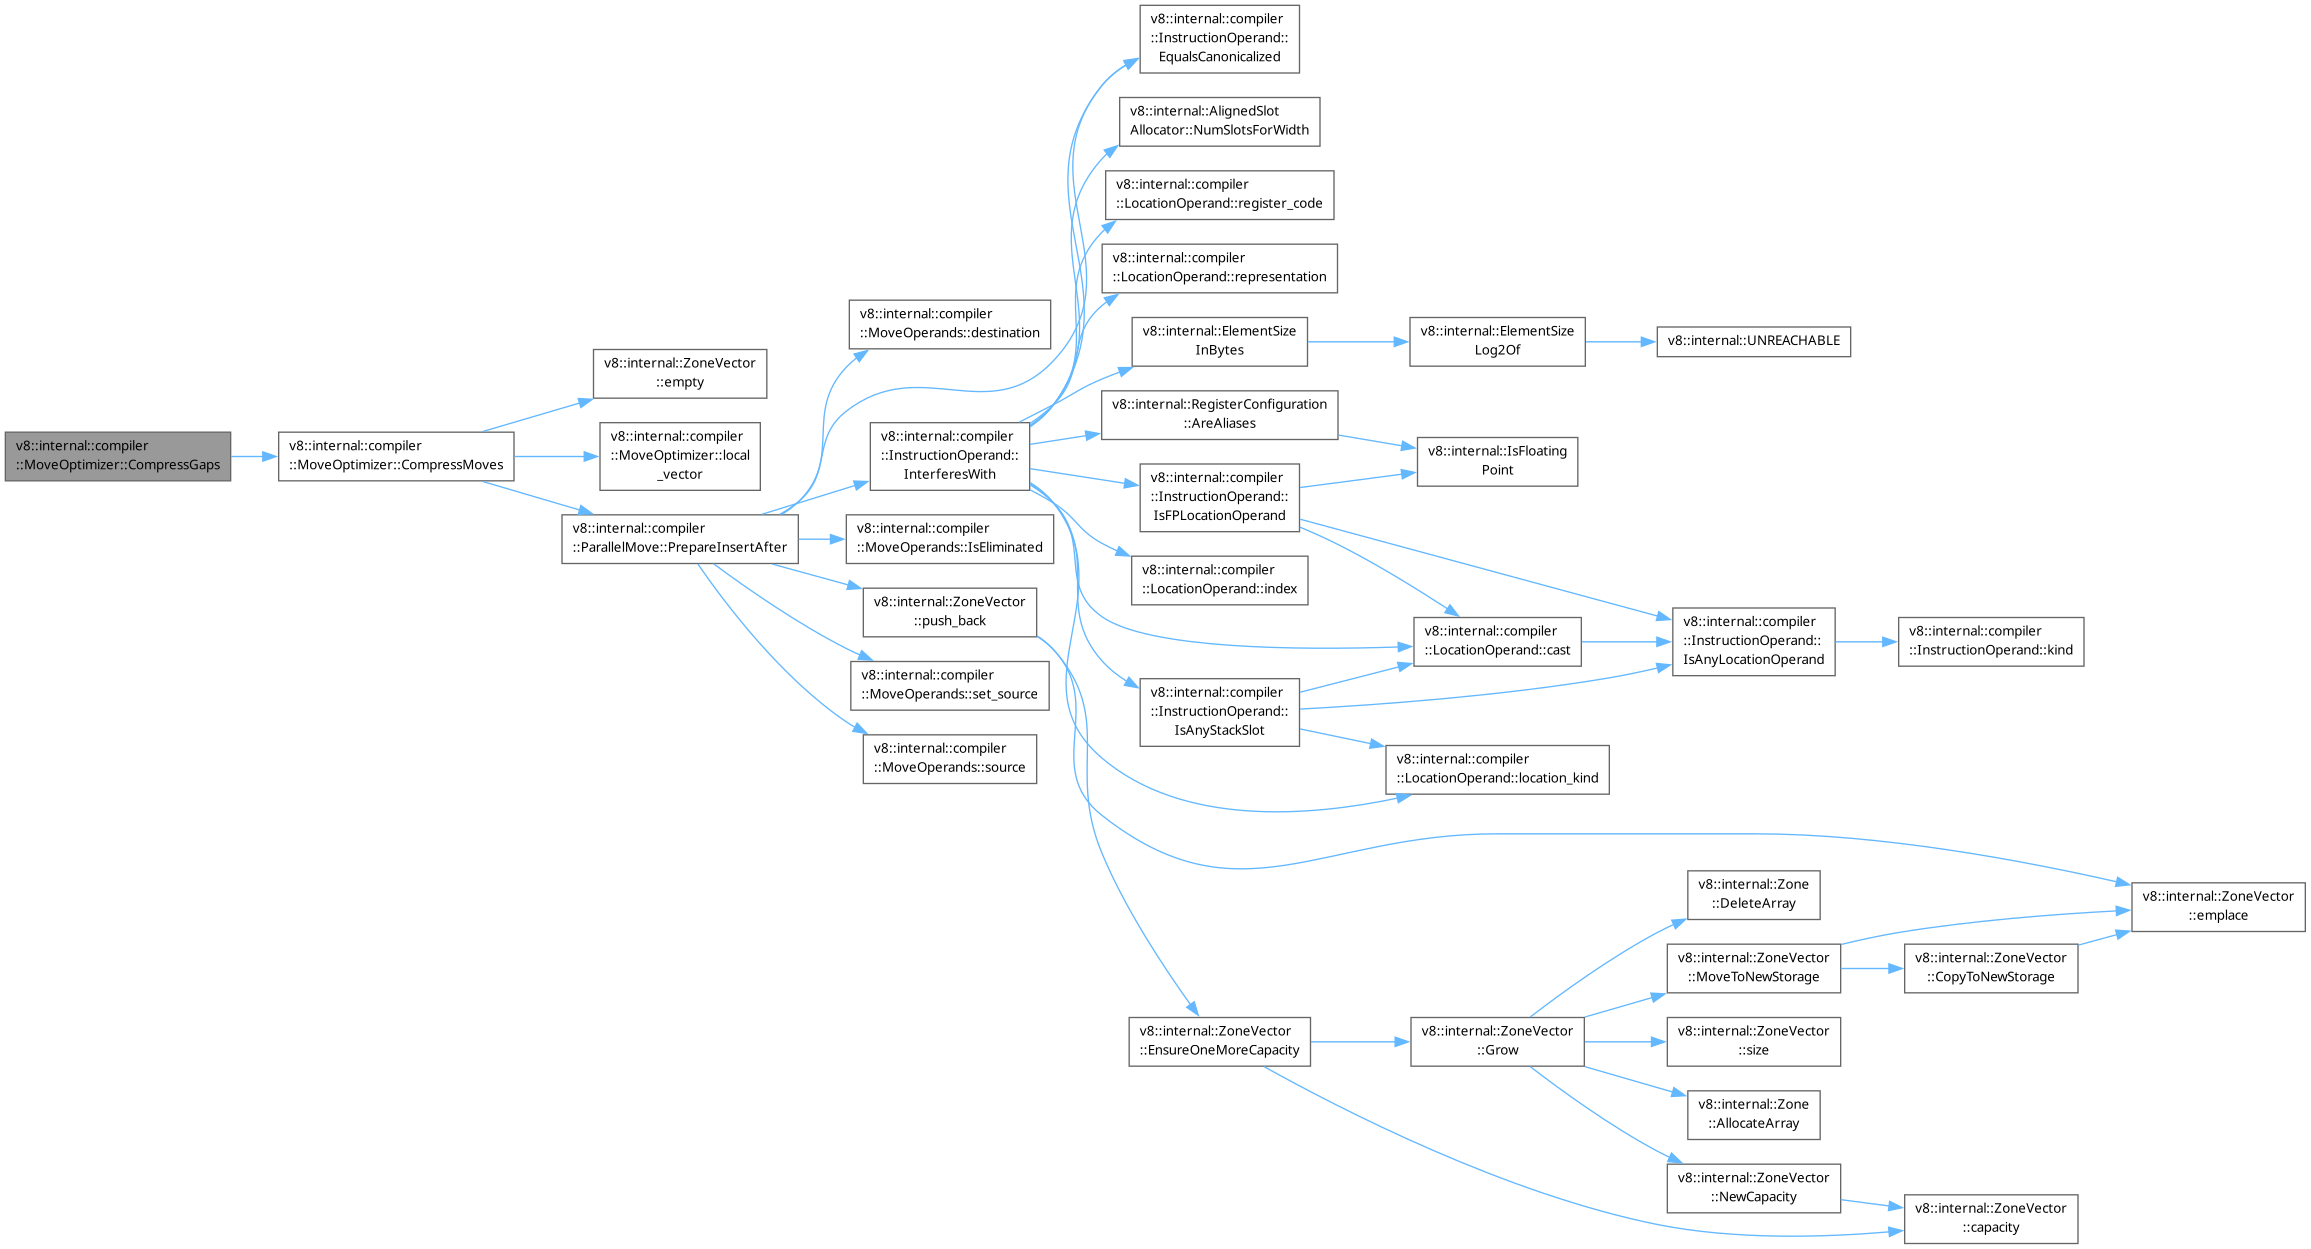 v8::internal::compiler
::MoveOptimizer::CompressGaps
v8::internal::compiler
::MoveOptimizer::CompressMoves
v8::internal::ZoneVector
::empty
v8::internal::compiler
::MoveOptimizer::local
_vector
v8::internal::compiler
::ParallelMove::PrepareInsertAfter
v8::internal::compiler
::MoveOperands::destination
v8::internal::compiler
::InstructionOperand::
InterferesWith
v8::internal::compiler
::MoveOperands::IsEliminated
v8::internal::ZoneVector
::push_back
v8::internal::compiler
::MoveOperands::set_source
v8::internal::compiler
::MoveOperands::source
v8::internal::compiler
::InstructionOperand::
EqualsCanonicalized
v8::internal::AlignedSlot
Allocator::NumSlotsForWidth
v8::internal::compiler
::LocationOperand::register_code
v8::internal::compiler
::LocationOperand::representation
v8::internal::ElementSize
InBytes
v8::internal::RegisterConfiguration
::AreAliases
v8::internal::compiler
::InstructionOperand::
IsFPLocationOperand
v8::internal::compiler
::LocationOperand::index
v8::internal::compiler
::InstructionOperand::
IsAnyStackSlot
v8::internal::ZoneVector
::EnsureOneMoreCapacity
v8::internal::ElementSize
Log2Of
v8::internal::IsFloating
Point
v8::internal::compiler
::LocationOperand::cast
v8::internal::compiler
::LocationOperand::location_kind
v8::internal::ZoneVector
::Grow
v8::internal::UNREACHABLE
v8::internal::compiler
::InstructionOperand::
IsAnyLocationOperand
v8::internal::Zone
::DeleteArray
v8::internal::ZoneVector
::MoveToNewStorage
v8::internal::ZoneVector
::size
v8::internal::Zone
::AllocateArray
v8::internal::ZoneVector
::NewCapacity
v8::internal::compiler
::InstructionOperand::kind
v8::internal::ZoneVector
::CopyToNewStorage
v8::internal::ZoneVector
::capacity
v8::internal::ZoneVector
::emplace